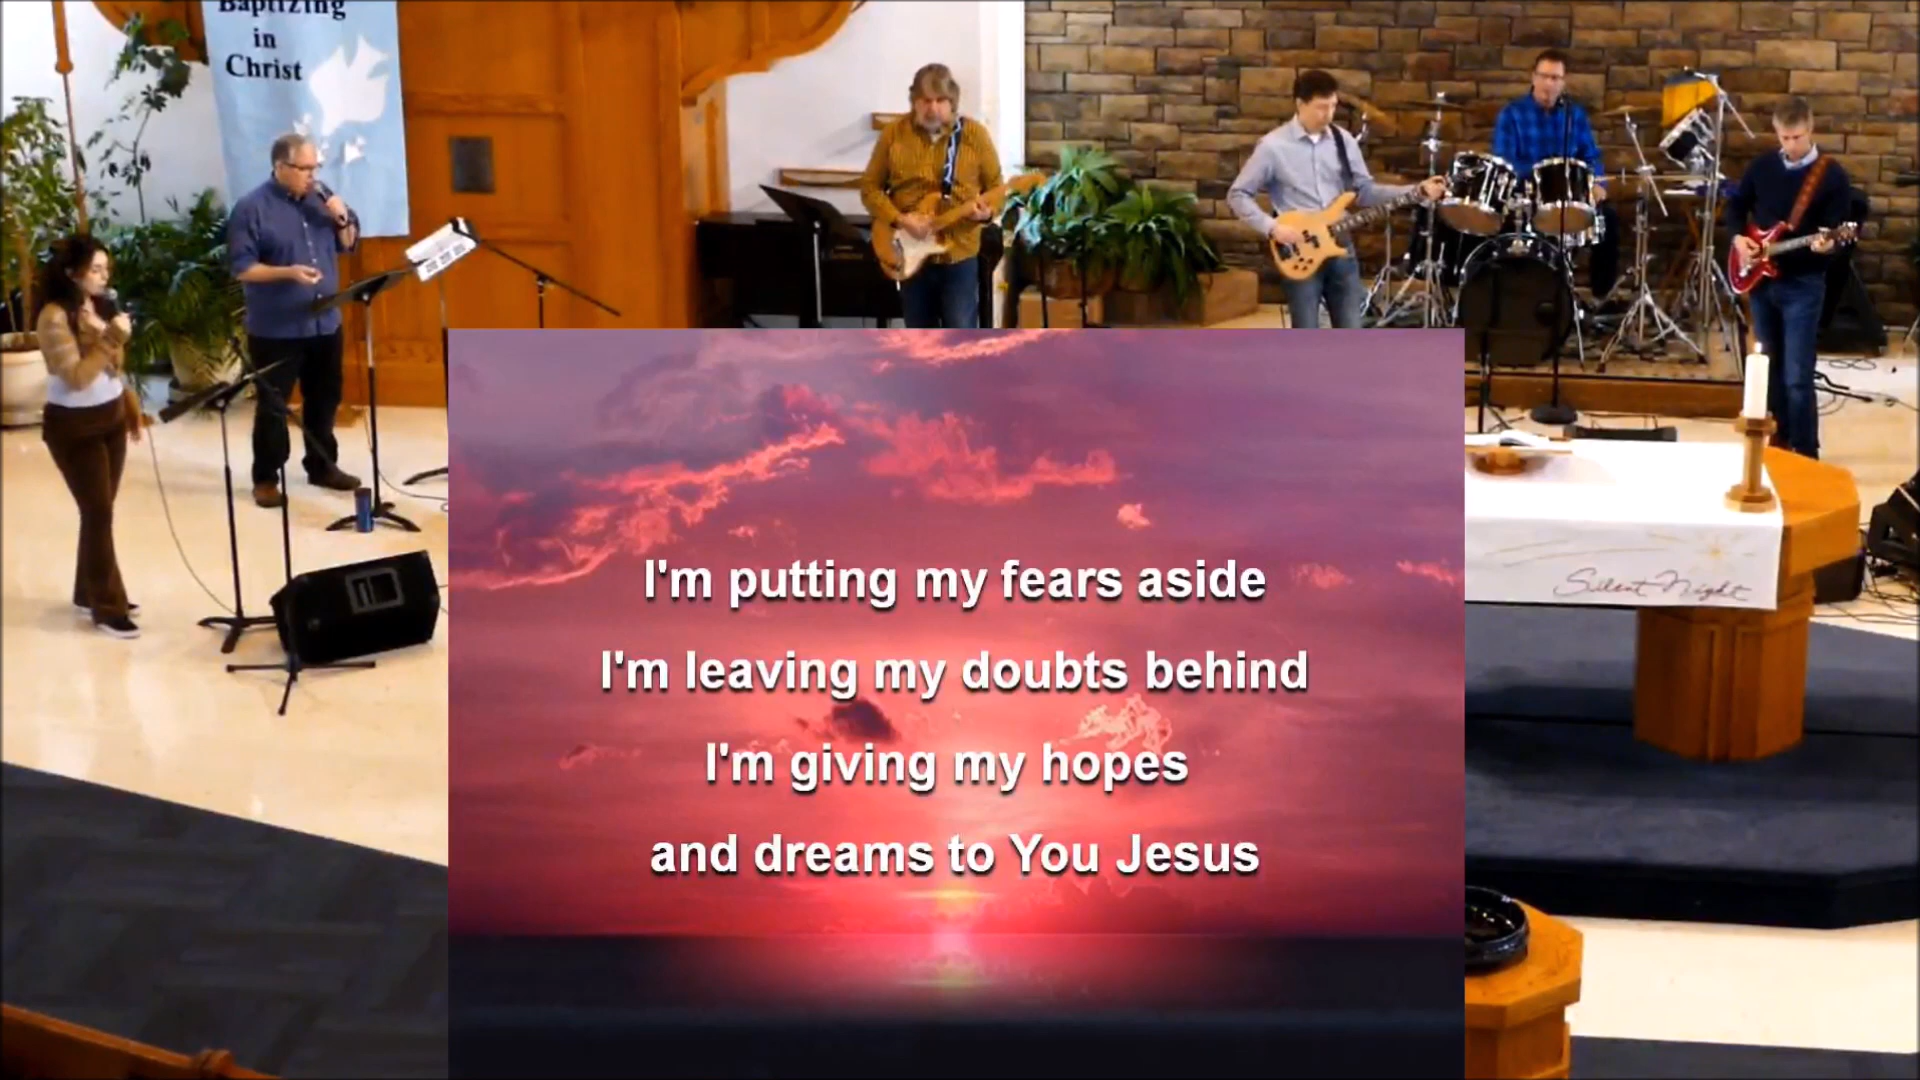 Baptizing
in
Christ
I'm putting my fears aside
I'm leaving my doubts behind
I'm giving my hopes
and dreams to You Jesus
Silent Night